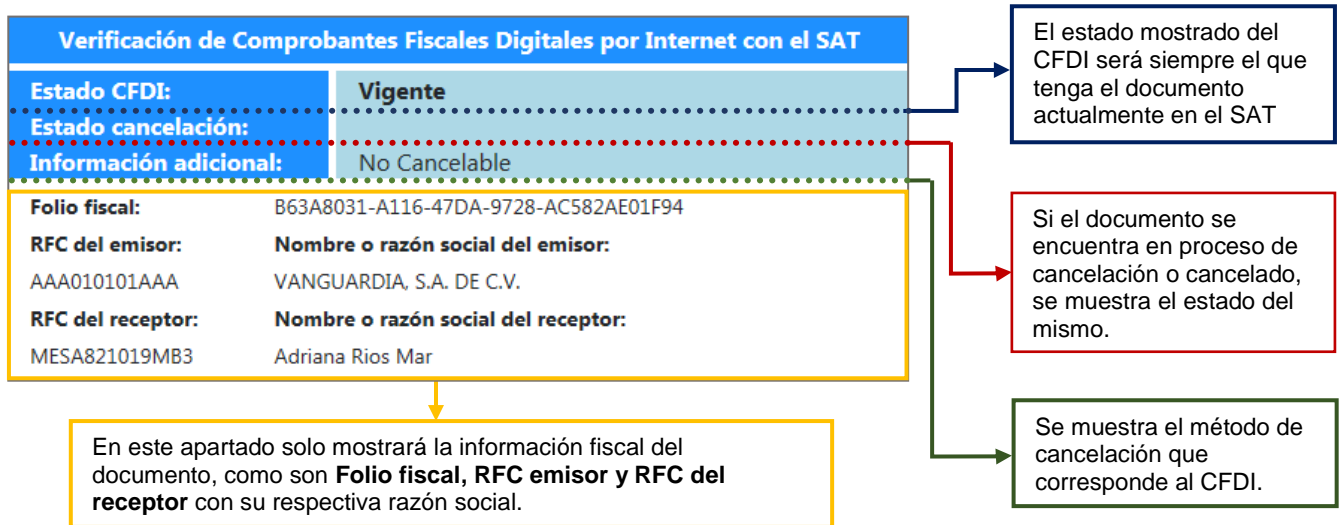 Verificación de Comprobantes Fiscales Digitales por Internet con el SAT
Estado CFDI: Vigente
Estado cancelación:
Información adicional: No Cancelable
Folio fiscal: B63A8031-A116-47DA-9728-AC582AE01F94
RFC del emisor: Nombre o razón social del emisor:
AAA010101AAA VANGUARDIA, S.A. DE C.V.
RFC del receptor: Nombre o razón social del receptor:
MESA821019MB3 Adriana Rios Mar
El estado mostrado del
CFDI será siempre el que
tenga el documento
actualmente en el SAT
Si el documento se
encuentra en proceso de
cancelación o cancelado,
se muestra el estado del
mismo.
Se muestra el método de
cancelación que
corresponde al CFDI.
En este apartado solo mostrará la información fiscal del
documento, como son Folio fiscal, RFC emisor y RFC del
receptor con su respectiva razón social.